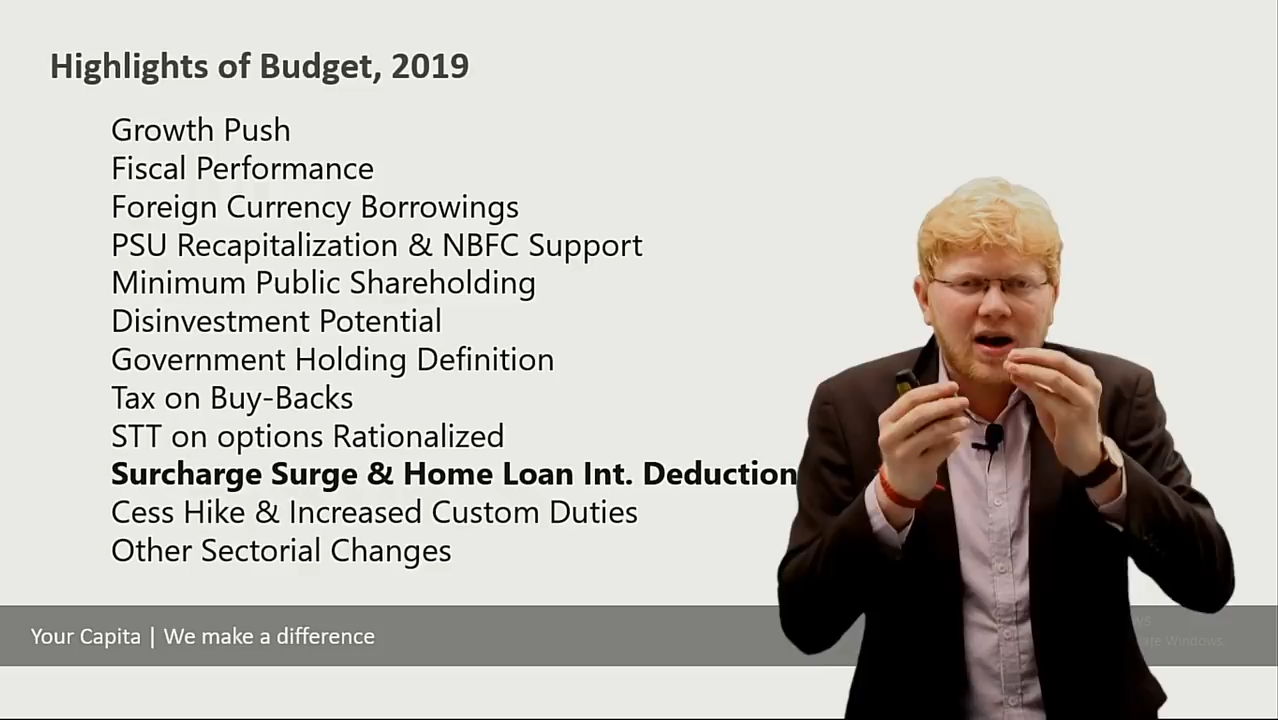 Highlights of Budget, 2019
Growth Push
Fiscal Performance
Foreign Currency Borrowings
PSU Recapitalization & NBFC Support
Minimum Public Shareholding
Disinvestment Potential
Government Holding Definition
Tax on Buy-Backs
STT on options Rationalized
Surcharge Surge & Home Loan Int. Deduction
Cess Hike & Increased Custom Duties
Other Sectorial Changes
Your Capita | We make a difference
Windows